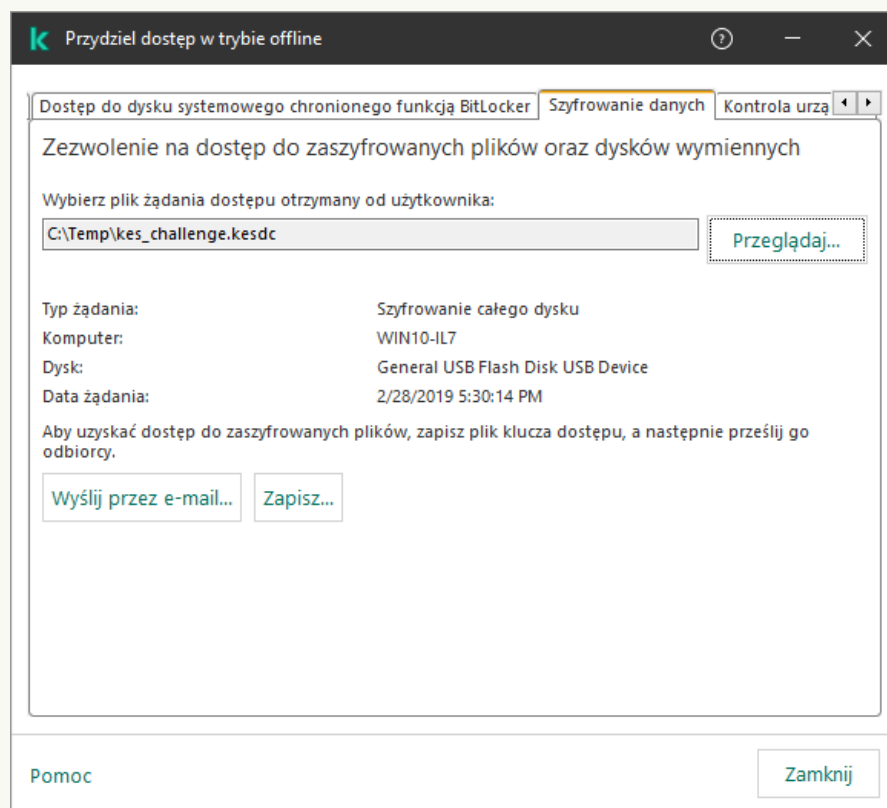 Przydziel dostęp w trybie offline
Dostęp do dysku systemowego chronionego funkcją BitLocker
Szyfrowanie danych
Kontrola urzą
Zezwolenie na dostęp do zaszyfrowanych plików oraz dysków wymiennych
Wybierz plik żądania dostępu otrzymany od użytkownika:
C:\Temp\kes_challenge.kesdc
Przeglądaj...
Typ żądania: Szyfrowanie całego dysku
Komputer: WIN10-IL7
Dysk: General USB Flash Disk USB Device
Data żądania: 2/28/2019 5:30:14 PM
Aby uzyskać dostęp do zaszyfrowanych plików, zapisz plik klucza dostępu, a następnie prześlij go
odbiorcy.
Wyślij przez e-mail...
Zapisz...
Pomoc
Zamknij